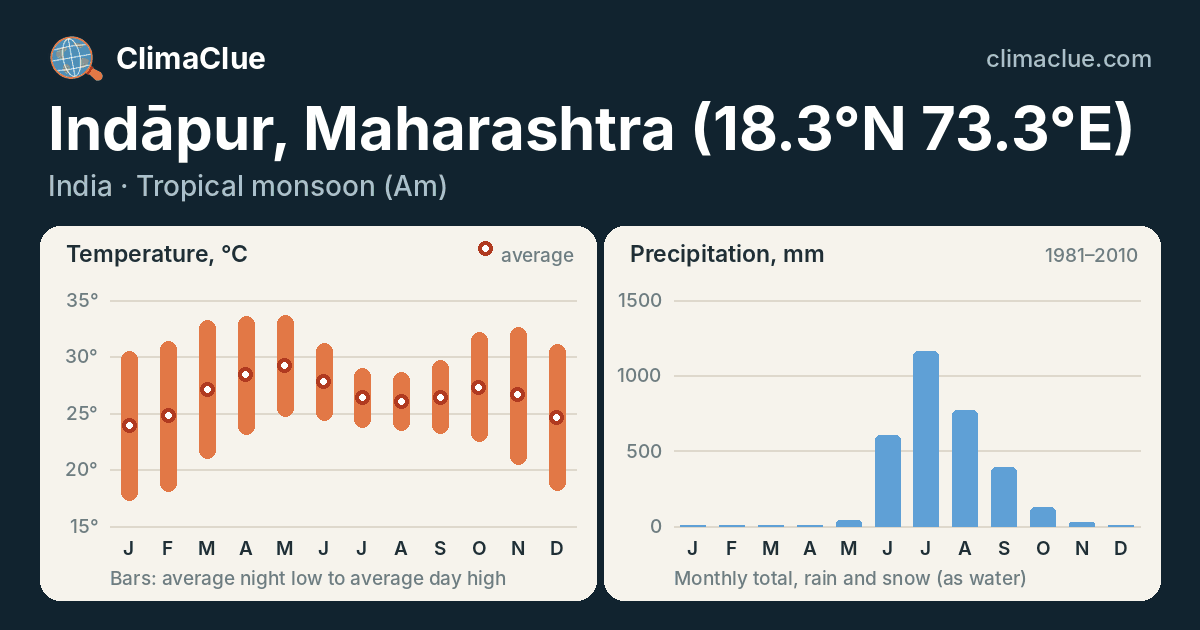 ClimaClue
climaclue.com
Indāpur, Maharashtra (18.3°N 73.3°E)
India · Tropical monsoon (Am)
Temperature, °C
average
35°
30°
25°
20°
15°
J F M A M J J A S O N D
Bars: average night low to average day high
Precipitation, mm
1981–2010
1500
1000
500
0
J F M A M J J A S O N D
Monthly total, rain and snow (as water)